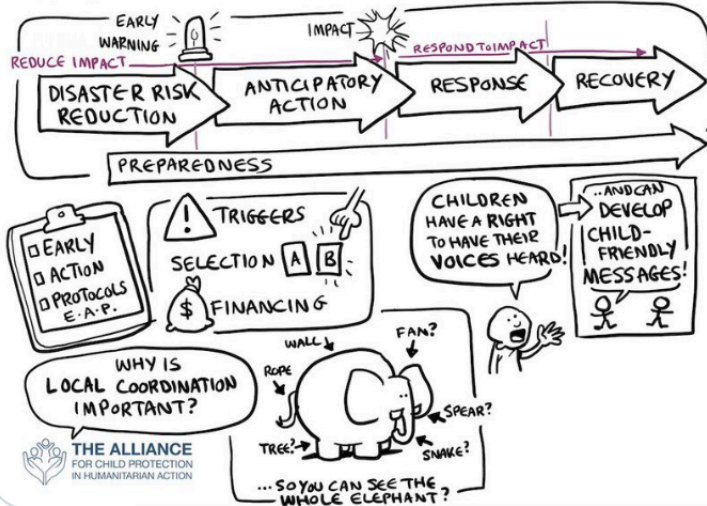 EARLY
WARNING
IMPACT
REDUCE IMPACT
RESPOND TO IMPACT
DISASTER RISK
REDUCTION
ANTICIPATORY
ACTION
RESPONSE
RECOVERY
PREPAREDNESS
EARLY
ACTION
PROTOCOLS
E.A.P.
! TRIGGERS
SELECTION A B
$ FINANCING
CHILDREN
HAVE A RIGHT
TO HAVE THEIR
VOICES HEARD!
...AND CAN
DEVELOP
CHILD-
FRIENDLY
MESSAGES!
WHY IS
LOCAL COORDINATION
IMPORTANT?
WALL
FAN?
ROPE
SPEAR?
TREE?
SNAKE?
...SO YOU CAN SEE THE
WHOLE ELEPHANT?
THE ALLIANCE
FOR CHILD PROTECTION
IN HUMANITARIAN ACTION